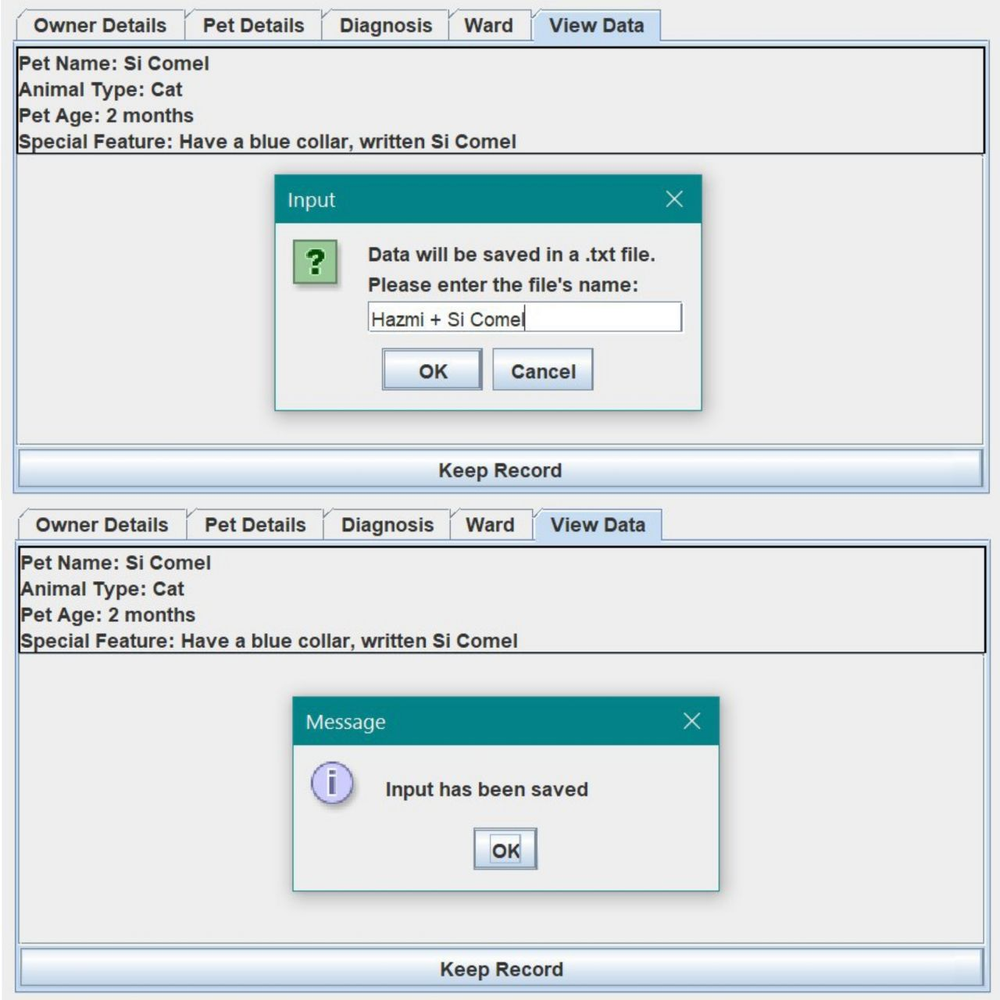 Owner Details Pet Details Diagnosis Ward View Data
Pet Name: Si Comel
Animal Type: Cat
Pet Age: 2 months
Special Feature: Have a blue collar, written Si Comel
Input
?
Data will be saved in a .txt file.
Please enter the file's name:
Hazmi + Si Comel
OK Cancel
Keep Record
Owner Details Pet Details Diagnosis Ward View Data
Pet Name: Si Comel
Animal Type: Cat
Pet Age: 2 months
Special Feature: Have a blue collar, written Si Comel
Message
i
Input has been saved
OK
Keep Record